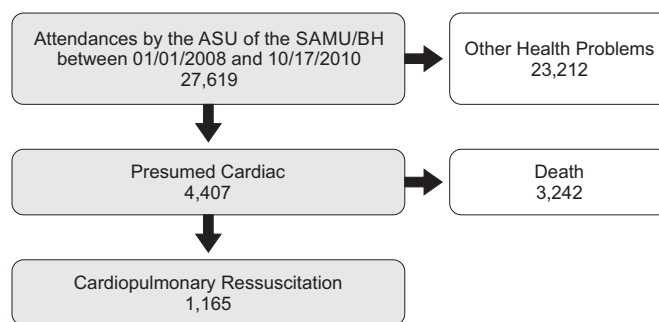 Attendances by the ASU of the SAMU/BH
between 01/01/2008 and 10/17/2010
27,619
Other Health Problems
23,212
Presumed Cardiac
4,407
Death
3,242
Cardiopulmonary Ressuscitation
1,165